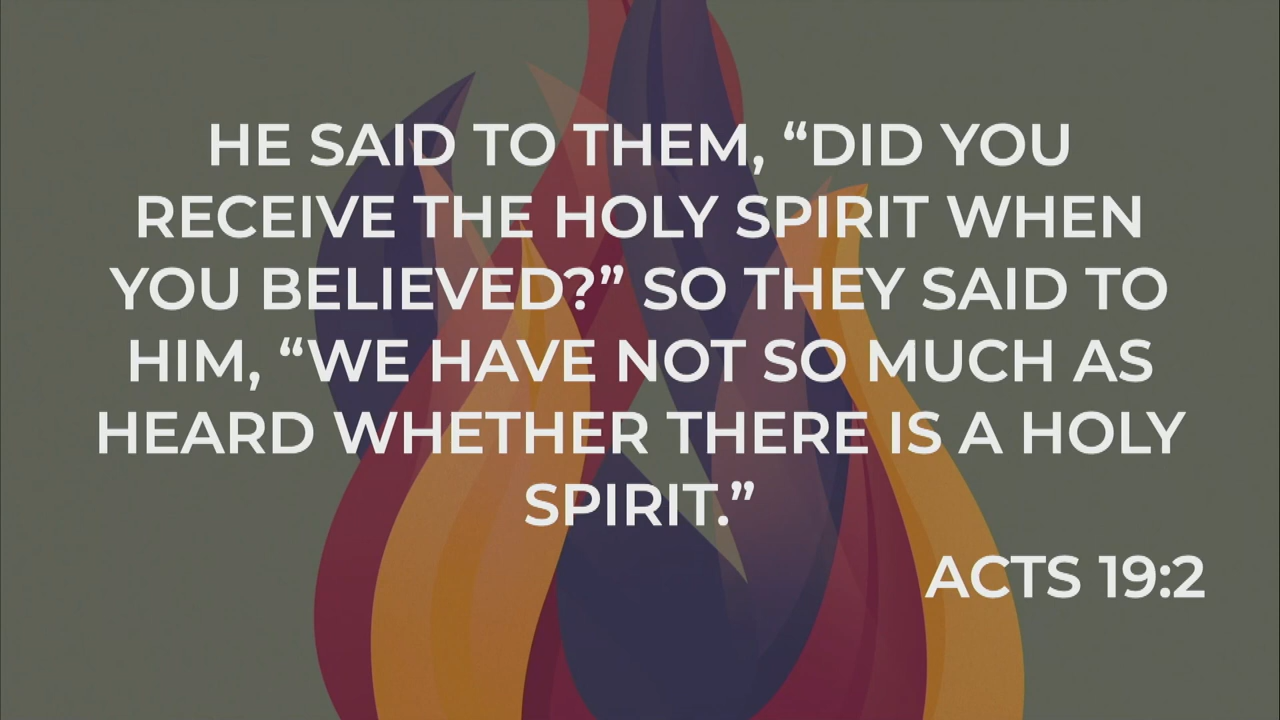 HE SAID TO THEM, “DID YOU
RECEIVE THE HOLY SPIRIT WHEN
YOU BELIEVED?” SO THEY SAID TO
HIM, “WE HAVE NOT SO MUCH AS
HEARD WHETHER THERE IS A HOLY
SPIRIT.”
ACTS 19:2